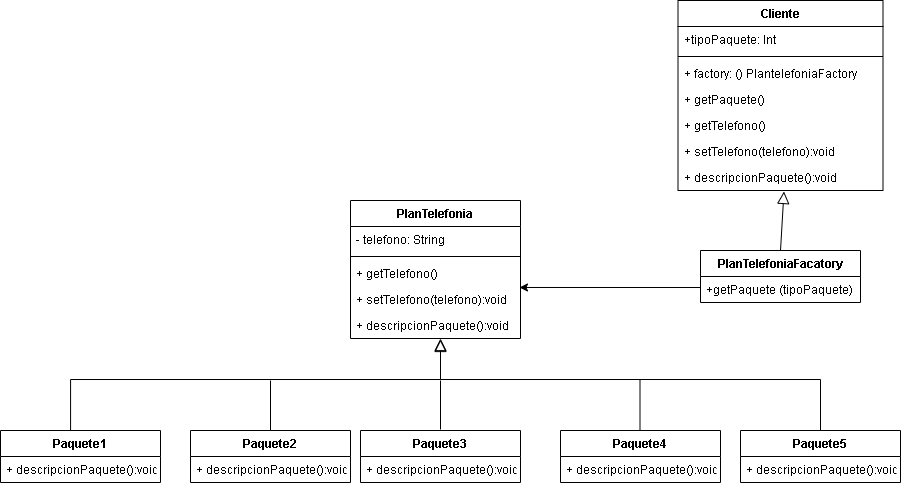 Cliente
+tipoPaquete: Int
+ factory: () PlantelefoniaFactory
+ getPaquete()
+ getTelefono()
+ setTelefono(telefono):void
+ descripcionPaquete():void
PlanTelefonia
- telefono: String
+ getTelefono()
+ setTelefono(telefono):void
+ descripcionPaquete():void
PlanTelefoniaFacatory
+getPaquete (tipoPaquete)
Paquete1
+ descripcionPaquete():voic
Paquete2
+ descripcionPaquete():voic
Paquete3
+ descripcionPaquete():voic
Paquete4
+ descripcionPaquete():voic
Paquete5
+ descripcionPaquete():voic